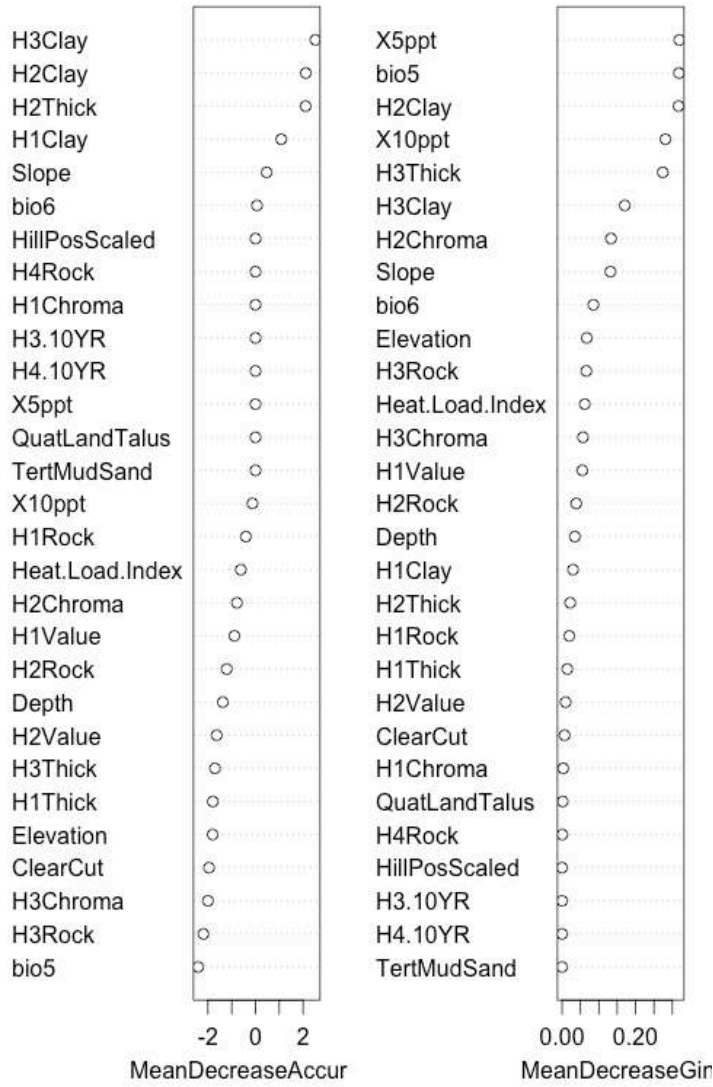 H3Clay
H2Clay
H2Thick
H1Clay
Slope
bio6
HillPosScaled
H4Rock
H1Chroma
H3.10YR
H4.10YR
X5ppt
QuatLandTalus
TertMudSand
X10ppt
H1Rock
Heat.Load.Index
H2Chroma
H1Value
H2Rock
Depth
H2Value
H3Thick
H1Thick
Elevation
ClearCut
H3Chroma
H3Rock
bio5
-2 0 2
MeanDecreaseAccur
X5ppt
bio5
H2Clay
X10ppt
H3Thick
H3Clay
H2Chroma
Slope
bio6
Elevation
H3Rock
Heat.Load.Index
H3Chroma
H1Value
H2Rock
Depth
H1Clay
H2Thick
H1Rock
H1Thick
H2Value
ClearCut
H1Chroma
QuatLandTalus
H4Rock
HillPosScaled
H3.10YR
H4.10YR
TertMudSand
0.00 0.20
MeanDecreaseGin